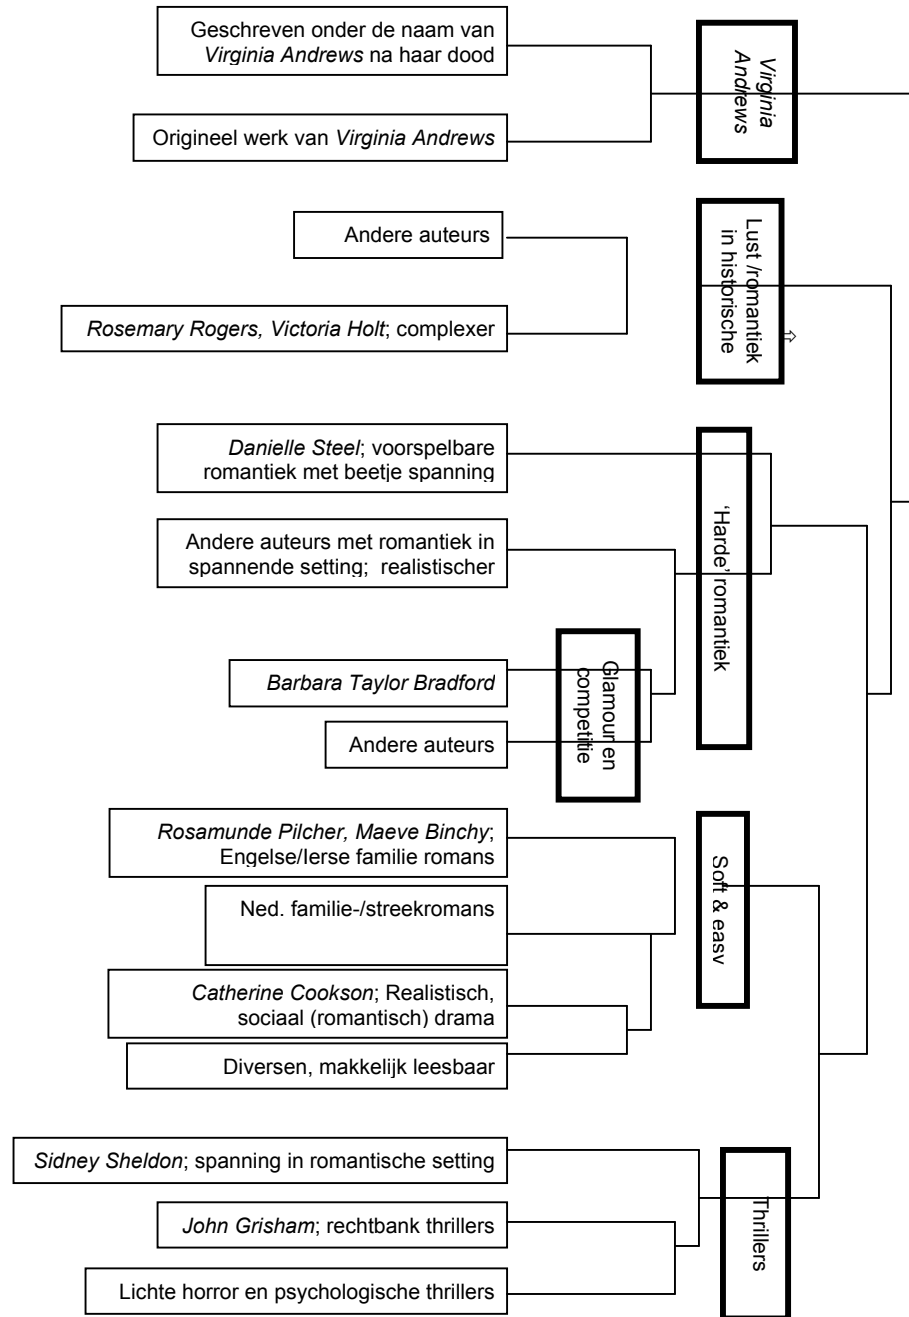 Geschreven onder de naam van
Virginia Andrews na haar dood
Origineel werk van Virginia Andrews
Virginia
Andrews
Andere auteurs
Rosemary Rogers, Victoria Holt; complexer
Lust /romantiek
in historische
Danielle Steel; voorspelbare
romantiek met beetje spanning
Andere auteurs met romantiek in
spannende setting; realistischer
'Harde' romantiek
Barbara Taylor Bradford
Andere auteurs
Glamour en
competitie
Rosamunde Pilcher, Maeve Binchy;
Engelse/Ierse familie romans
Ned. familie-/streekromans
Catherine Cookson; Realistisch,
sociaal (romantisch) drama
Diversen, makkelijk leesbaar
Soft & easy
Sidney Sheldon; spanning in romantische setting
John Grisham; rechtbank thrillers
Lichte horror en psychologische thrillers
Thrillers